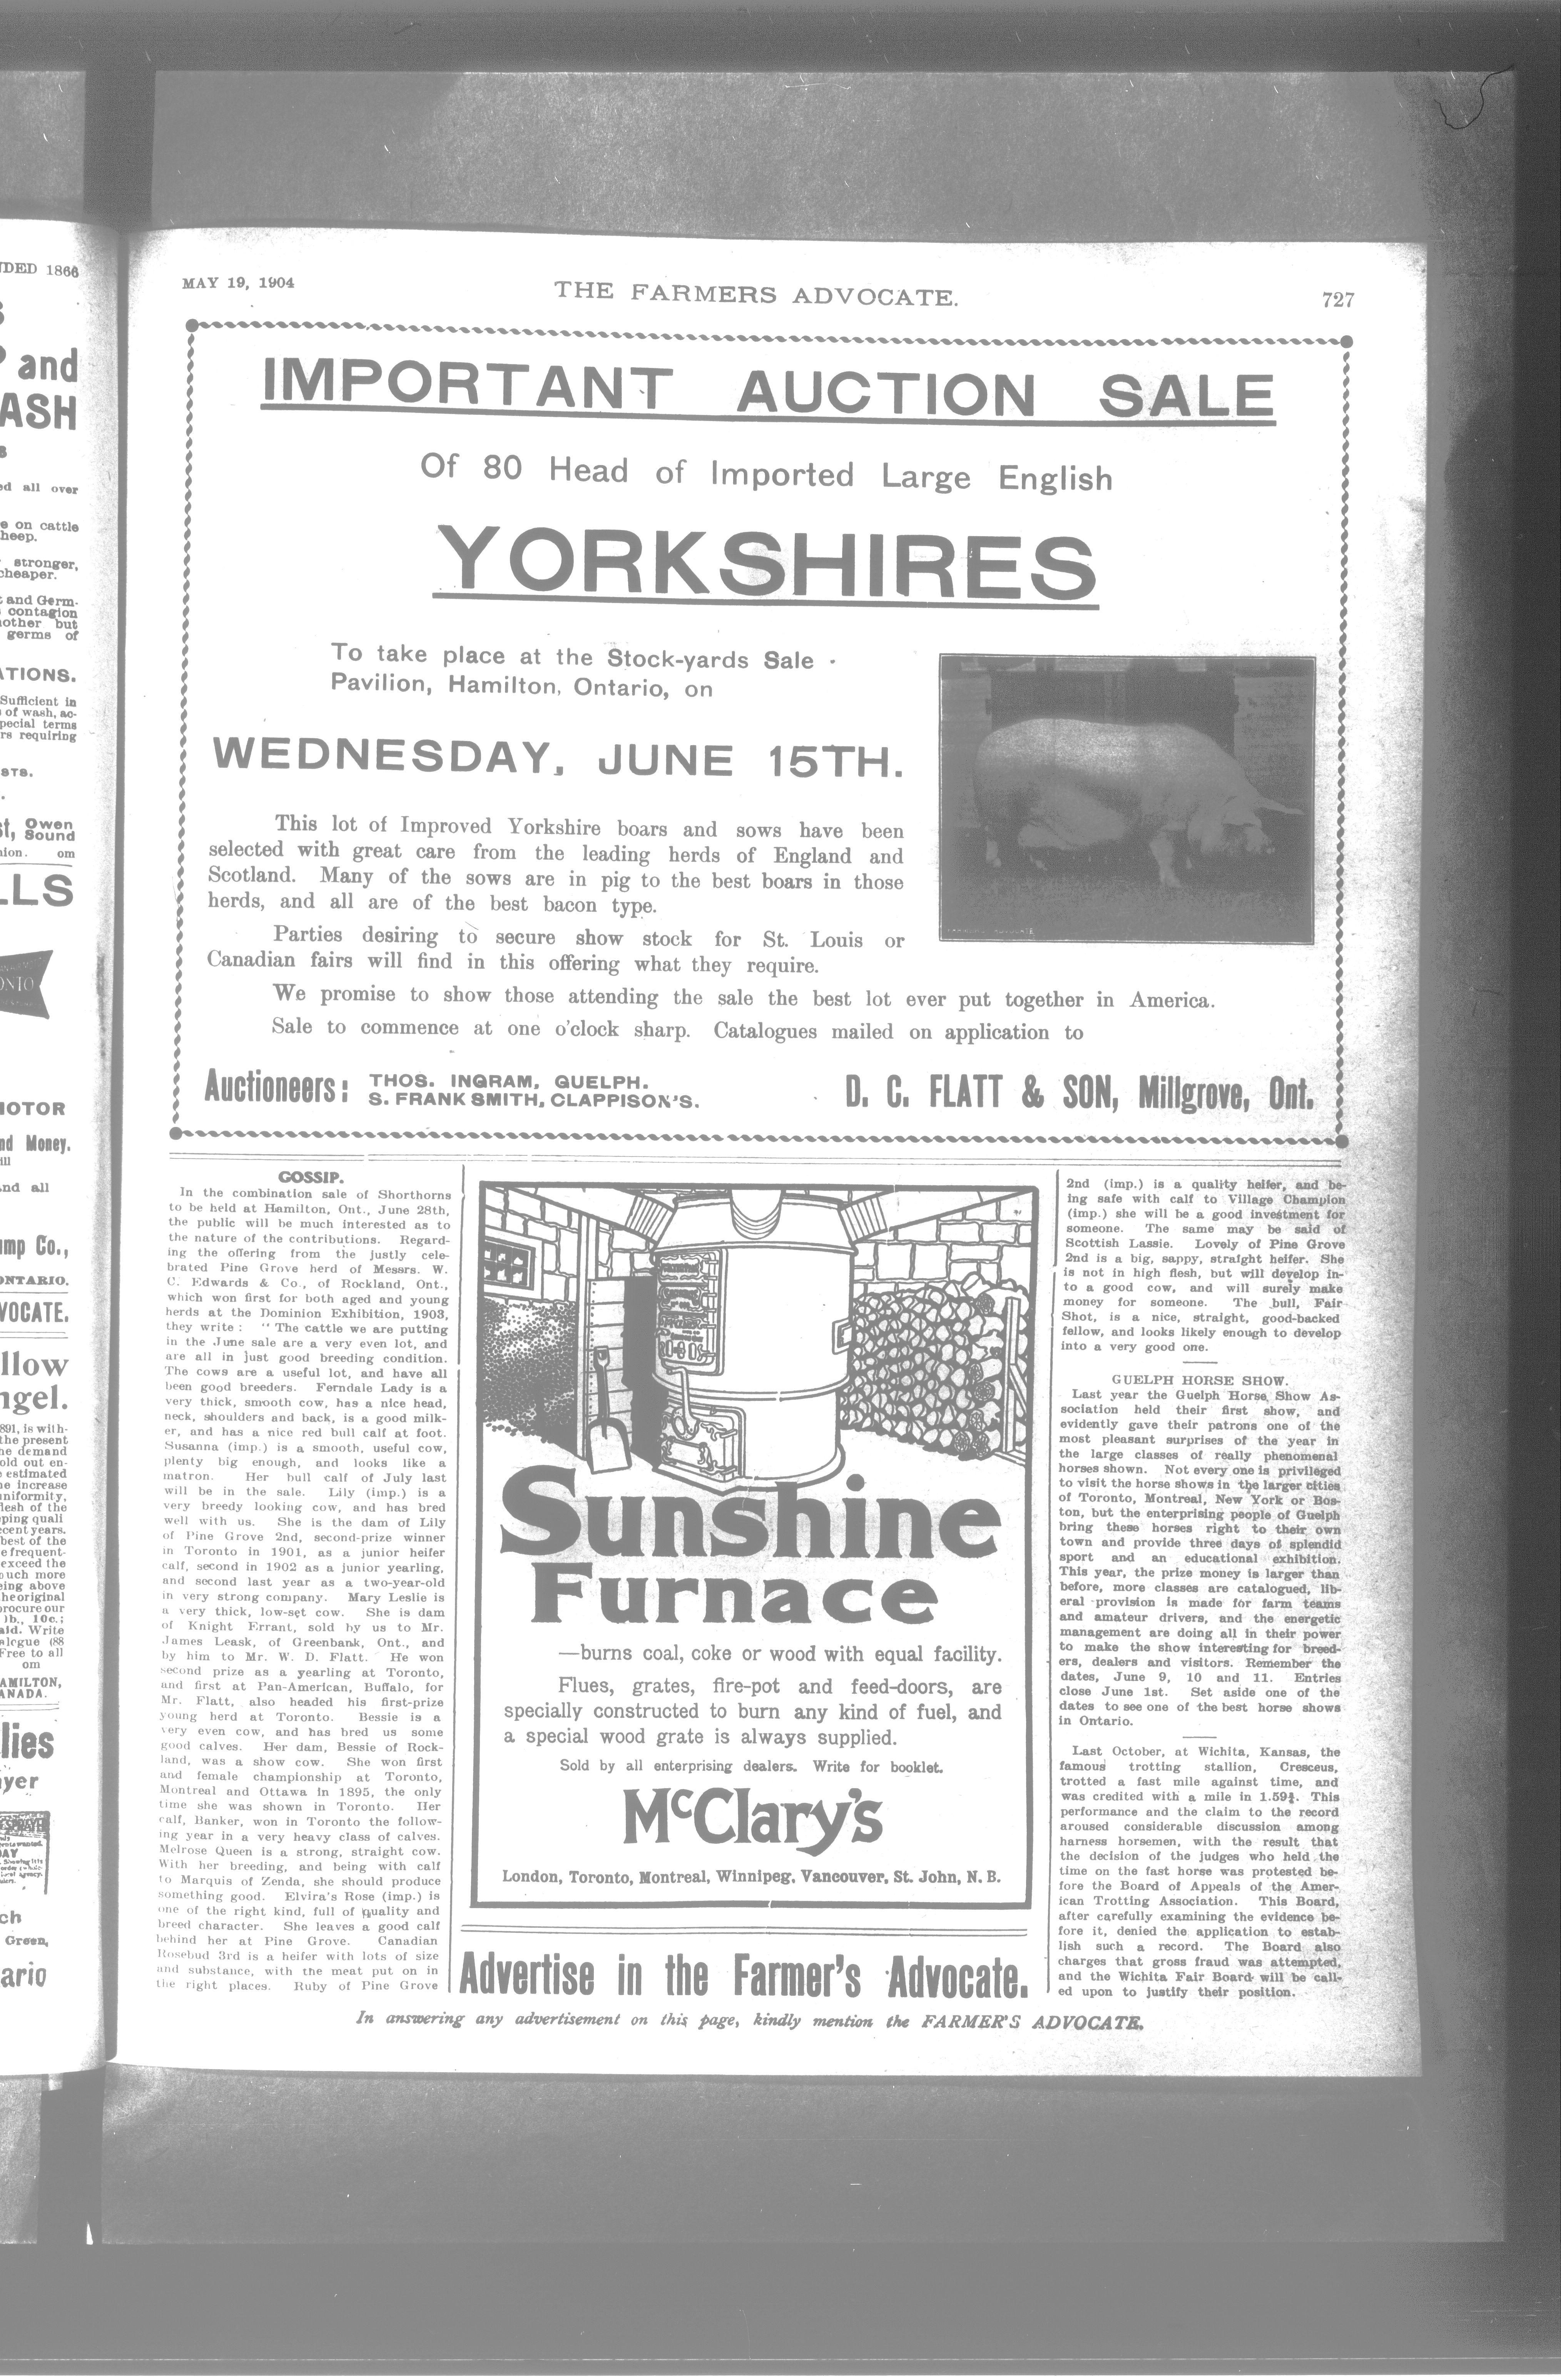 MAY 19, 1904
THE FARMERS ADVOCATE.
727
IMPORTANT AUCTION SALE
Of 80 Head of Imported Large English
YORKSHIRES
To take place at the Stock-yards Sale
Pavilion, Hamilton, Ontario, on
WEDNESDAY, JUNE 15TH.
This lot of Improved Yorkshire boars and sows have been
selected with great care from the leading herds of England and
Scotland. Many of the sows are in pig to the best boars in those
herds, and all are of the best bacon type.
Parties desiring to secure show stock for St. Louis or
Canadian fairs will find in this offering what they require.
We promise to show those attending the sale the best lot ever put together in America.
Sale to commence at one o'clock sharp. Catalogues mailed on application to
Auctioneers: THOS. INGRAM, GUELPH.
S. FRANK SMITH, CLAPPISON'S.
D. C. FLATT & SON, Millgrove, Ont.
GOSSIP.
In the combination sale of Shorthorns
to be held at Hamilton, Ont., June 28th,
the public will be much interested as to
the nature of the contributions. Regard-
ing the offering from the justly cele-
brated Pine Grove herd of Messrs. W.
C. Edwards & Co., of Rockland, Ont.,
which won first for both aged and young
herds at the Dominion Exhibition, 1903,
they write : " The cattle we are putting
in the June sale are a very even lot, and
are all in just good breeding condition.
The cows are a useful lot, and have all
been good breeders. Ferndale Lady is a
very thick, smooth cow, has a nice head,
neck, shoulders and back, is a good milk-
er, and has a nice red bull calf at foot.
Susanna (imp.) is a smooth, useful cow,
plenty big enough, and looks like a
matron. Her bull calf of July last
will be in the sale. Lily (imp.) is a
very breedy looking cow, and has bred
well with us. She is the dam of Lily
of Pine Grove 2nd, second-prize winner
in Toronto in 1901, as a junior heifer
calf, second in 1902 as a junior yearling,
and second last year as a two-year-old
in very strong company. Mary Leslie is
a very thick, low-set cow. She is dam
of Knight Errant, sold by us to Mr.
James Leask, of Greenbank, Ont., and
by him to Mr. W. D. Flatt. He won
second prize as a yearling at Toronto,
and first at Pan-American, Buffalo, for
Mr. Flatt, also headed his first-prize
young herd at Toronto. Bessie is a
very even cow, and has bred us some
good calves. Her dam, Bessie of Rock-
land, was a show cow. She won first
and female championship at Toronto,
Montreal and Ottawa in 1895, the only
time she was shown in Toronto. Her
calf, Banker, won in Toronto the follow-
ing year in a very heavy class of calves.
Melrose Queen is a strong, straight cow.
With her breeding, and being with calf
to Marquis of Zenda, she should produce
something good. Elvira's Rose (imp.) is
one of the right kind, full of quality and
breed character. She leaves a good calf
behind her at Pine Grove. Canadian
Rosebud 3rd is a heifer with lots of size
and substance, with the meat put on in
the right places. Ruby of Pine Grove
Sunshine
Furnace
—burns coal, coke or wood with equal facility.
Flues, grates, fire-pot and feed-doors, are
specially constructed to burn any kind of fuel, and
a special wood grate is always supplied.
Sold by all enterprising dealers. Write for booklet.
McClary's
London, Toronto, Montreal, Winnipeg, Vancouver, St. John, N. B.
Advertise in the Farmer's Advocate.
2nd (imp.) is a quality heifer, and be-
ing safe with calf to Village Champion
(imp.) she will be a good investment for
someone. The same may be said of
Scottish Lassie. Lovely of Pine Grove
2nd is a big, sappy, straight heifer. She
is not in high flesh, but will develop in-
to a good cow, and will surely make
money for someone. The bull, Fair
Shot, is a nice, straight, good-backed
fellow, and looks likely enough to develop
into a very good one.
GUELPH HORSE SHOW.
Last year the Guelph Horse Show As-
sociation held their first show, and
evidently gave their patrons one of the
most pleasant surprises of the year in
the large classes of really phenomenal
horses shown. Not every one is privileged
to visit the horse shows in the larger cities
of Toronto, Montreal, New York or Bos-
ton, but the enterprising people of Guelph
bring these horses right to their own
town and provide three days of splendid
sport and an educational exhibition.
This year, the prize money is larger than
before, more classes are catalogued, lib-
eral provision is made for farm teams
and amateur drivers, and the energetic
management are doing all in their power
to make the show interesting for breed-
ers, dealers and visitors. Remember the
dates, June 9, 10 and 11. Entries
close June 1st. Set aside one of the
dates to see one of the best horse shows
in Ontario.
Last October, at Wichita, Kansas, the
famous trotting stallion, Cresceus,
trotted a fast mile against time, and
was credited with a mile in 1.59¾. This
performance and the claim to the record
aroused considerable discussion among
harness horsemen, with the result that
the decision of the judges who held the
time on the fast horse was protested be-
fore the Board of Appeals of the Amer-
ican Trotting Association. This Board,
after carefully examining the evidence be-
fore it, denied the application to estab-
lish such a record. The Board also
charges that gross fraud was attempted,
and the Wichita Fair Board will be call-
ed upon to justify their position.
In answering any advertisement on this page, kindly mention the FARMER'S ADVOCATE.